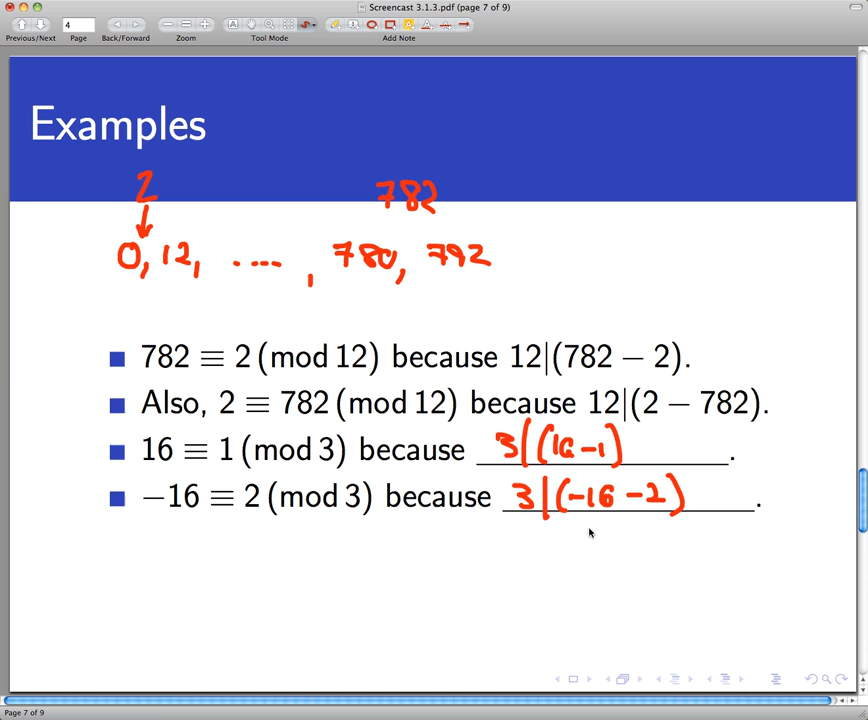 Screencast 3.1.3.pdf (page 7 of 9)
4
Previous/Next Page Back/Forward Zoom Tool Mode Add Note
Examples
2 782
0, 12, ...., 780, 792
782 ≡ 2 (mod 12) because 12|(782 − 2).
Also, 2 ≡ 782 (mod 12) because 12|(2 − 782).
16 ≡ 1 (mod 3) because 3|(16-1).
−16 ≡ 2 (mod 3) because 3|(-16-2).
Page 7 of 9